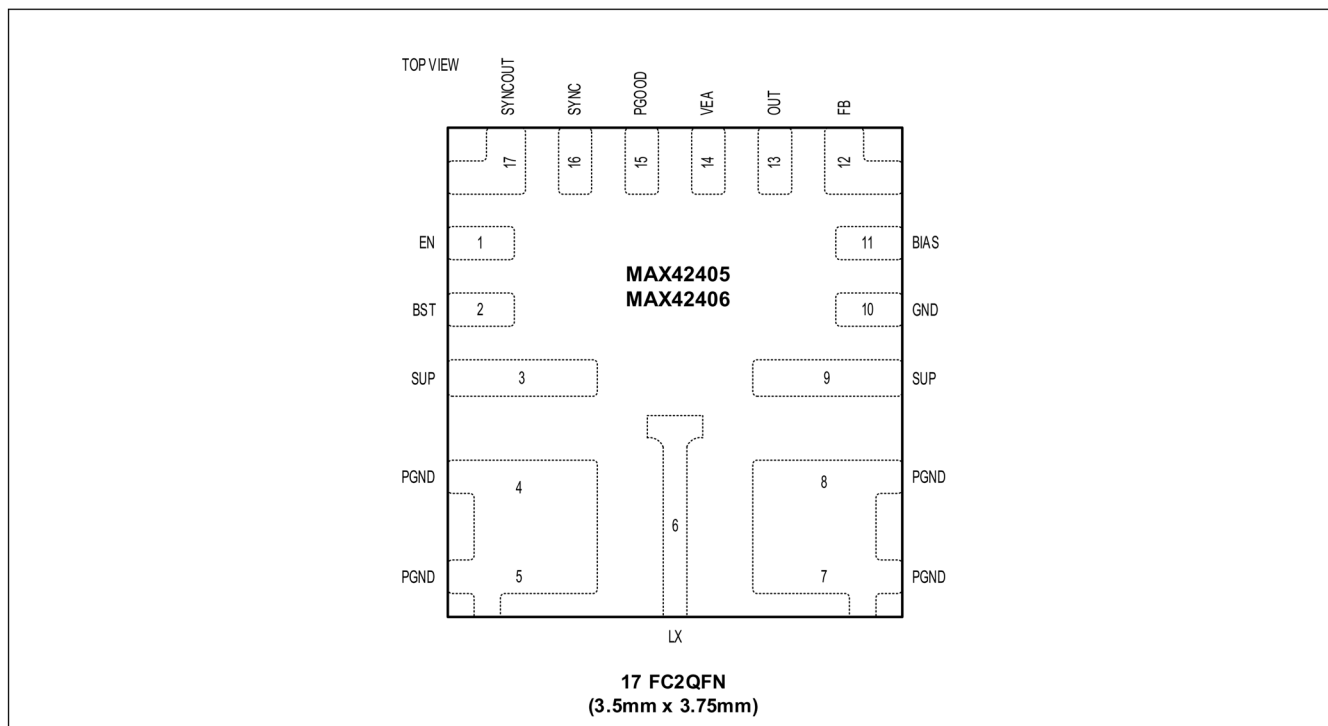 TOP VIEW
SYNCOUT
SYNC
PGOOD
VEA
OUT
FB
17
16
15
14
13
12
EN
1
11
BIAS
MAX42405
MAX42406
BST
2
10
GND
SUP
3
9
SUP
PGND
4
8
PGND
6
PGND
5
7
PGND
LX
17 FC2QFN
(3.5mm x 3.75mm)